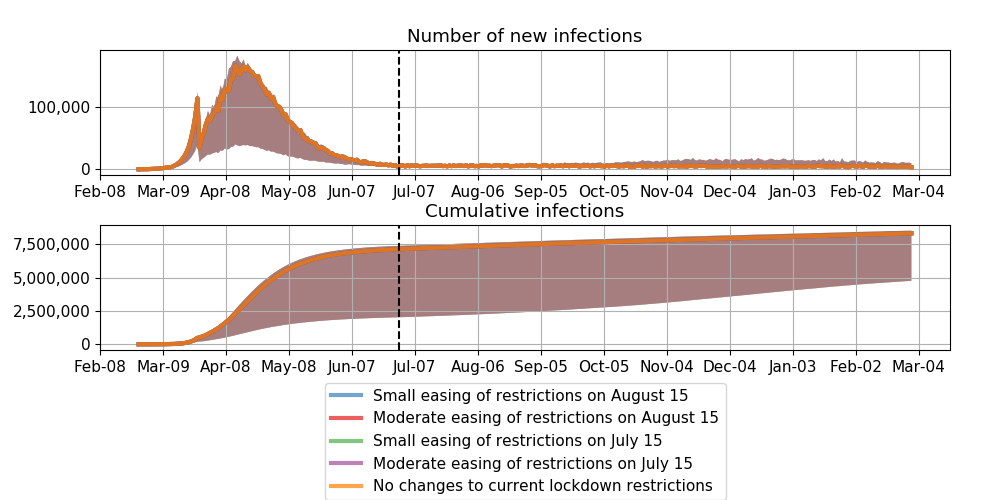 Number of new infections
100,000
0
Feb-08 Mar-09 Apr-08 May-08 Jun-07 Jul-07 Aug-06 Sep-05 Oct-05 Nov-04 Dec-04 Jan-03 Feb-02 Mar-04
Cumulative infections
7,500,000
5,000,000
2,500,000
0
Feb-08 Mar-09 Apr-08 May-08 Jun-07 Jul-07 Aug-06 Sep-05 Oct-05 Nov-04 Dec-04 Jan-03 Feb-02 Mar-04
Small easing of restrictions on August 15
Moderate easing of restrictions on August 15
Small easing of restrictions on July 15
Moderate easing of restrictions on July 15
No changes to current lockdown restrictions